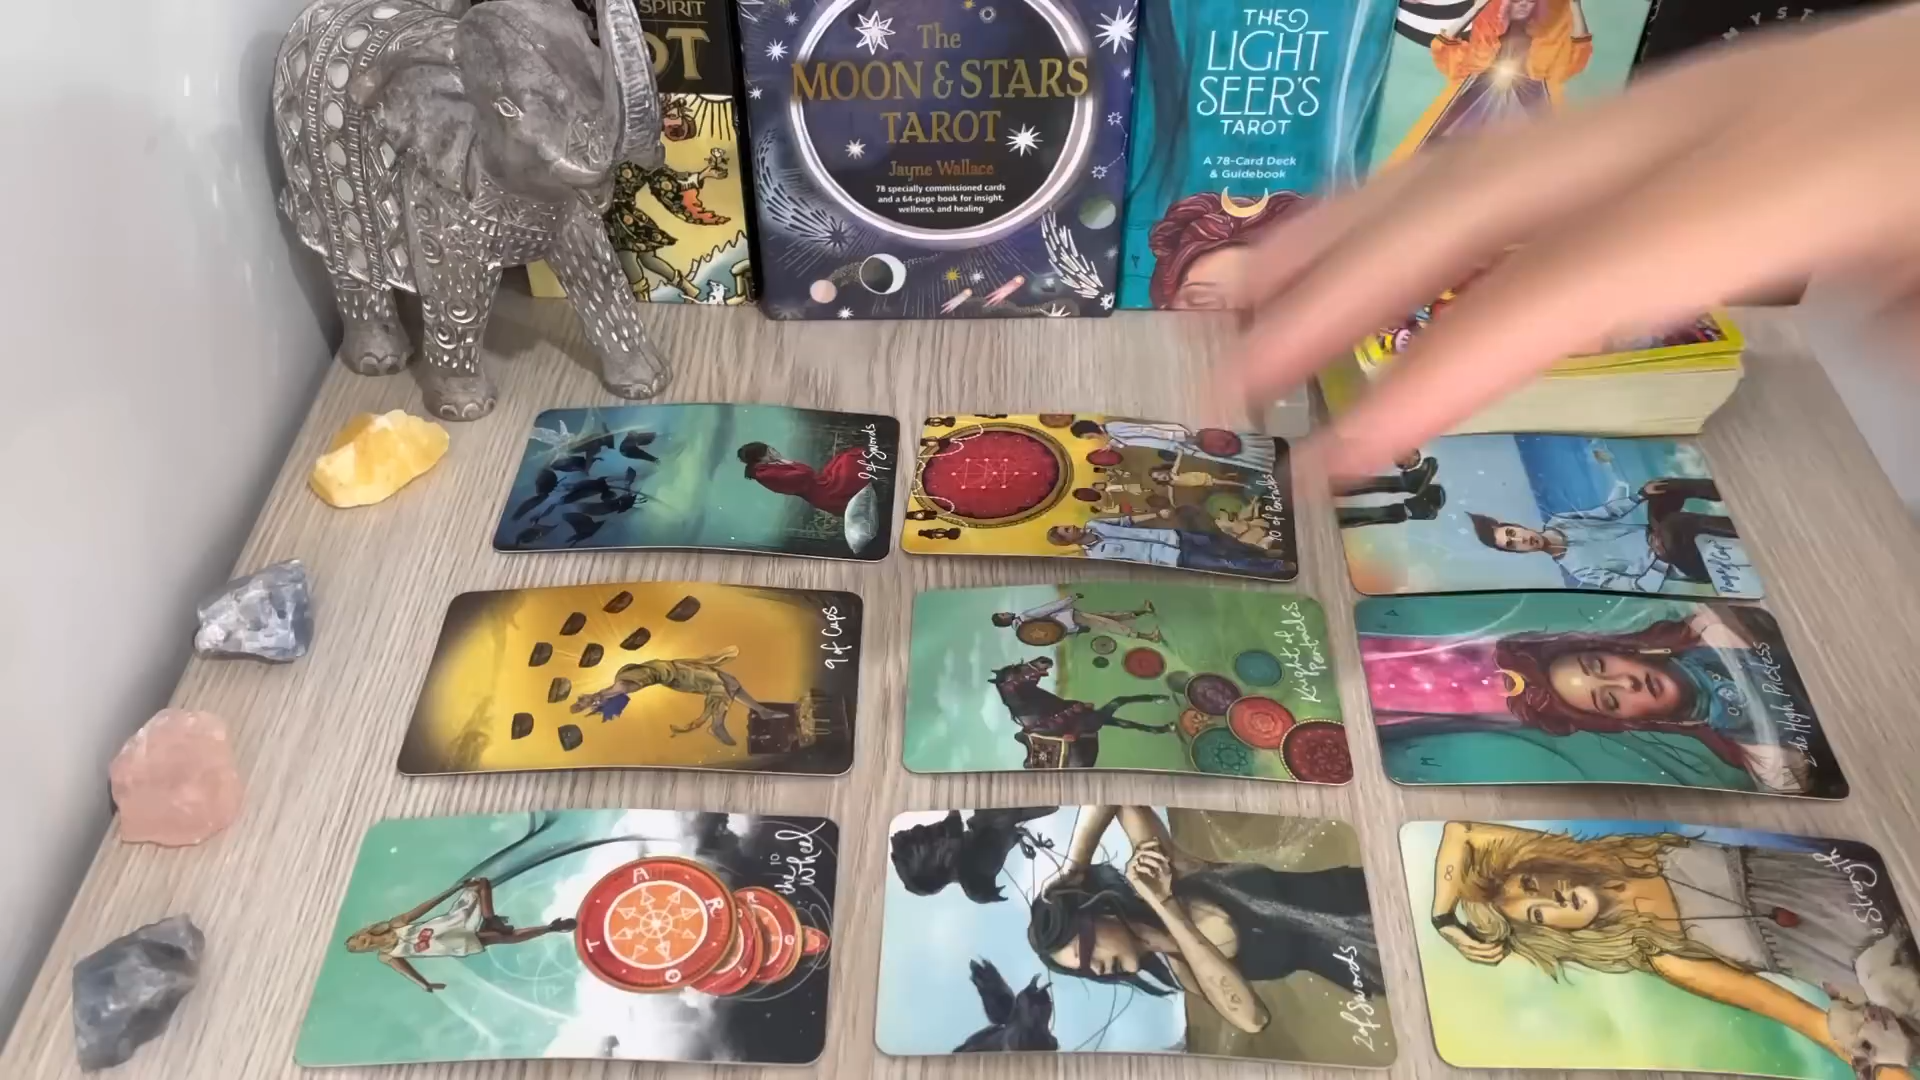 SPIRIT
OT
The
MOON & STARS
TAROT
Jayne Wallace
78 specially commissioned cards
and a 64-page book for insight,
wellness, and healing
THE
LIGHT
SEER'S
TAROT
A 78-Card Deck
& Guidebook
M Y S T
9 of Swords
10 of Pentacles
Page of Cups
9 of Cups
Knight of
Pentacles
the High Priestess
10
the Wheel
T A R O T A R O
2 of Swords
8 Strength